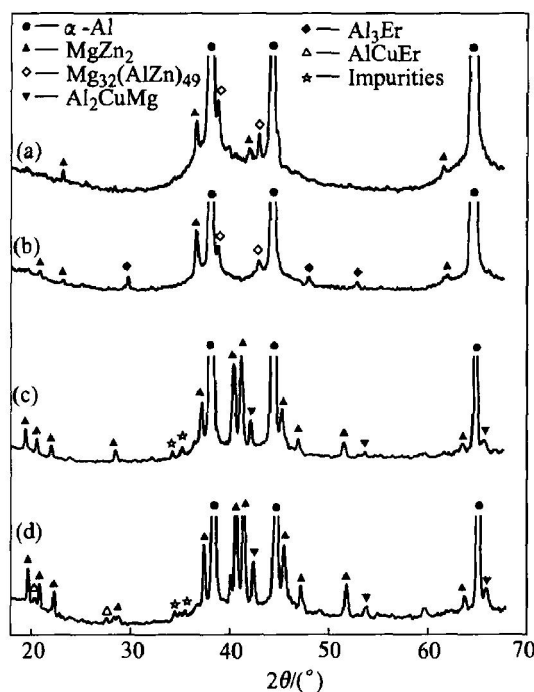 ● — α -Al
▲ — MgZn₂
◇ — Mg₃₂(AlZn)₄₉
▼ — Al₂CuMg
◆ — Al₃Er
△ — AlCuEr
☆ — Impurities
(a)
(b)
(c)
(d)
20 30 40 50 60 70
2θ/(°)